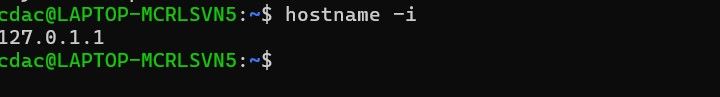 cdac@LAPTOP-MCRLSVN5:~$ hostname -i
127.0.1.1
cdac@LAPTOP-MCRLSVN5:~$